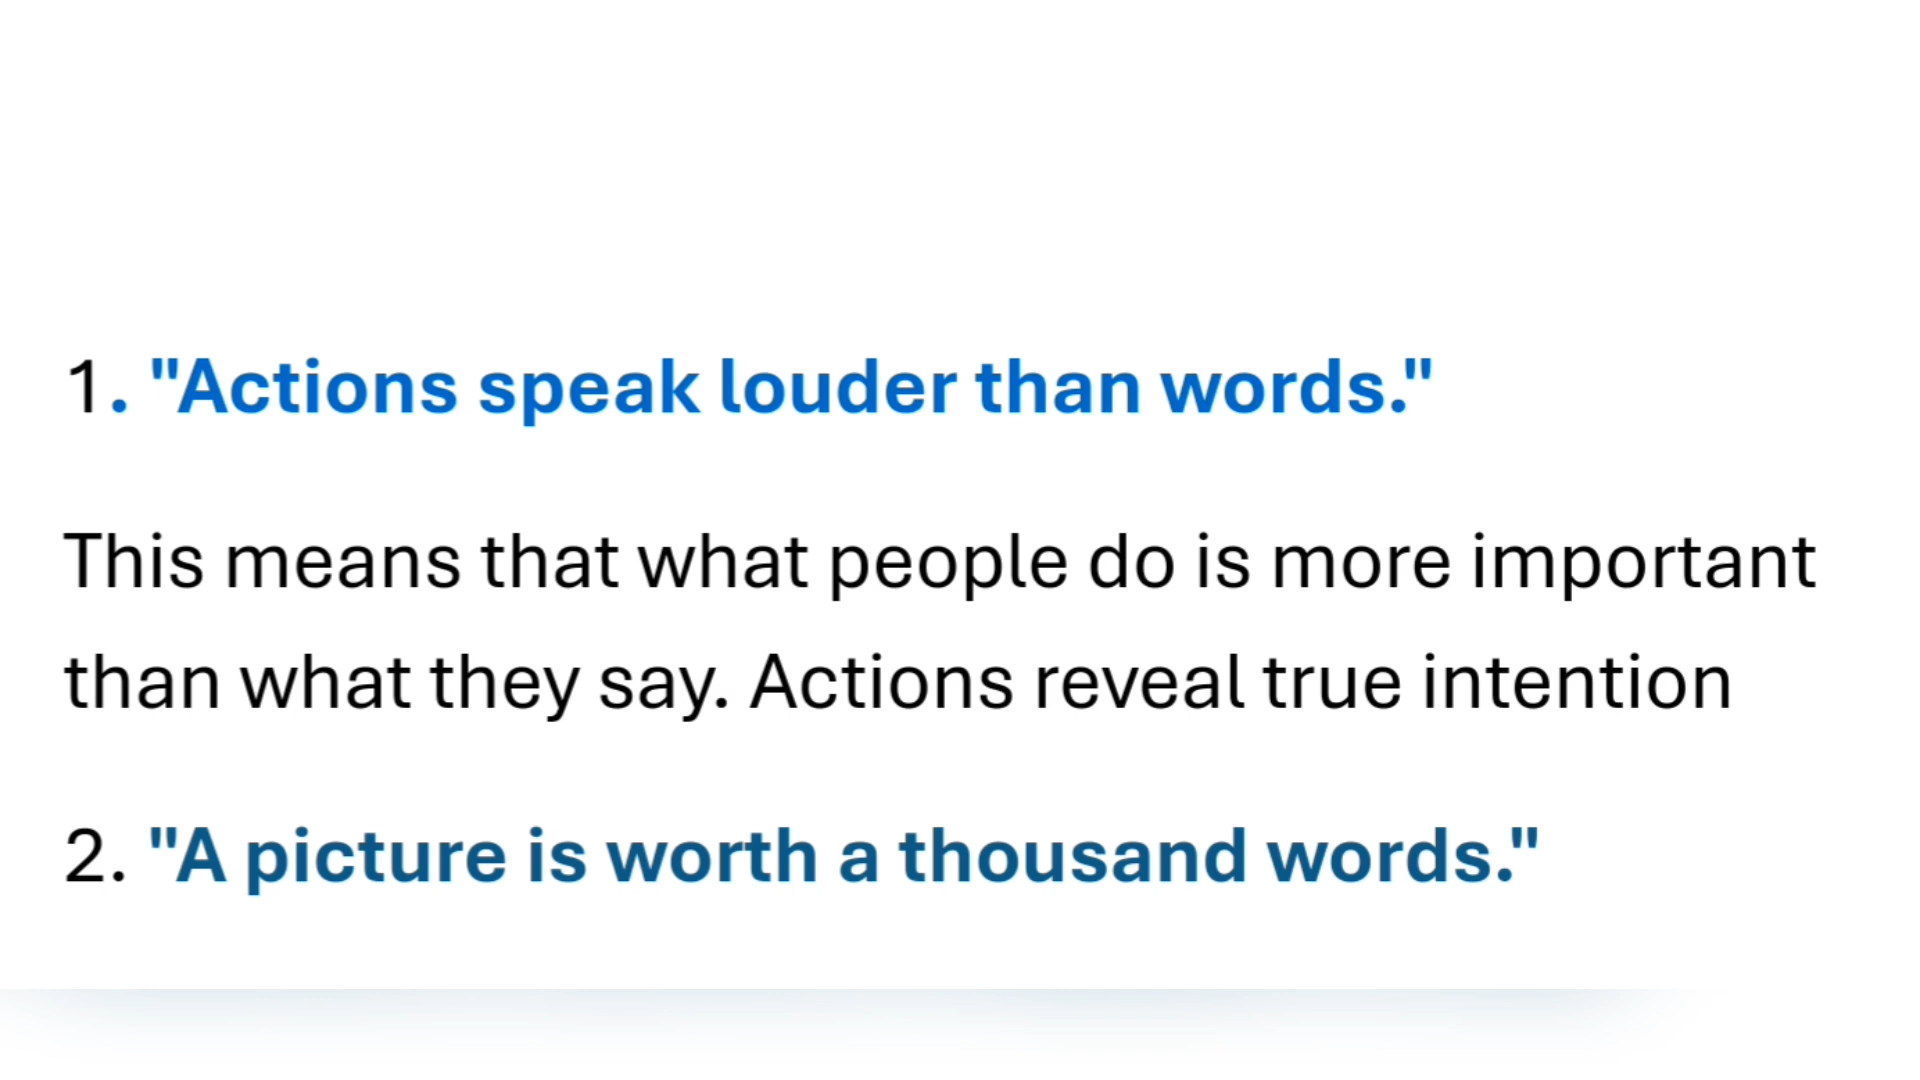 1. "Actions speak louder than words."
This means that what people do is more important
than what they say. Actions reveal true intention
2. "A picture is worth a thousand words."